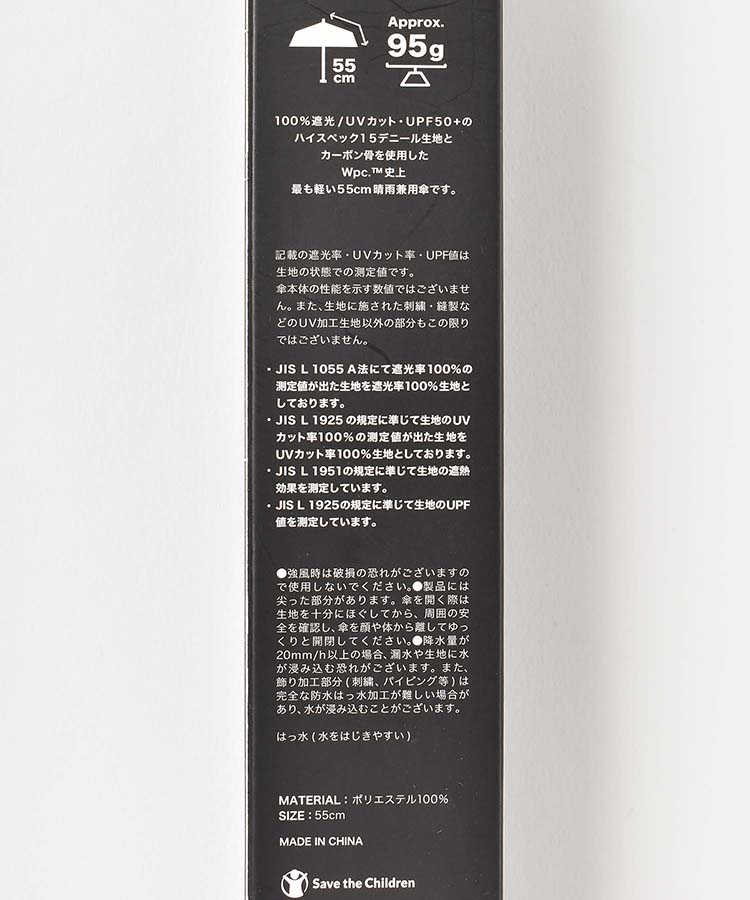 Approx.
95g
55
cm
100%遮光/UVカット・UPF50+の
ハイスペック15デニール生地と
カーボン骨を使用した
Wpc.™史上
最も軽い55cm晴雨兼用傘です。
記載の遮光率・UVカット率・UPF値は
生地の状態での測定値です。
傘本体の性能を示す数値ではございませ
ん。また、生地に施された刺繍・縫製な
どのUV加工生地以外の部分もこの限り
ではございません。
・JIS L 1055 A法にて遮光率100%の
測定値が出た生地を遮光率100%生地と
しております。
・JIS L 1925の規定に準じて生地のUV
カット率100%の測定値が出た生地を
UVカット率100%生地としております。
・JIS L 1951の規定に準じて生地の遮熱
効果を測定しています。
・JIS L 1925の規定に準じて生地のUPF
値を測定しています。
●強風時は破損の恐れがございますの
で使用しないでください。●製品には
尖った部分があります。傘を開く際は
生地を十分にほぐしてから、周囲の安
全を確認し、傘を顔や体から離してゆっ
くりと開閉してください。●降水量が
20mm/h以上の場合、漏水や生地に水
が浸み込む恐れがございます。また、
飾り加工部分(刺繍、パイピング等)は
完全な防水はっ水加工が難しい場合が
あり、水が浸み込むことがございます。
はっ水(水をはじきやすい)
MATERIAL:ポリエステル100%
SIZE:55cm
MADE IN CHINA
Save the Children